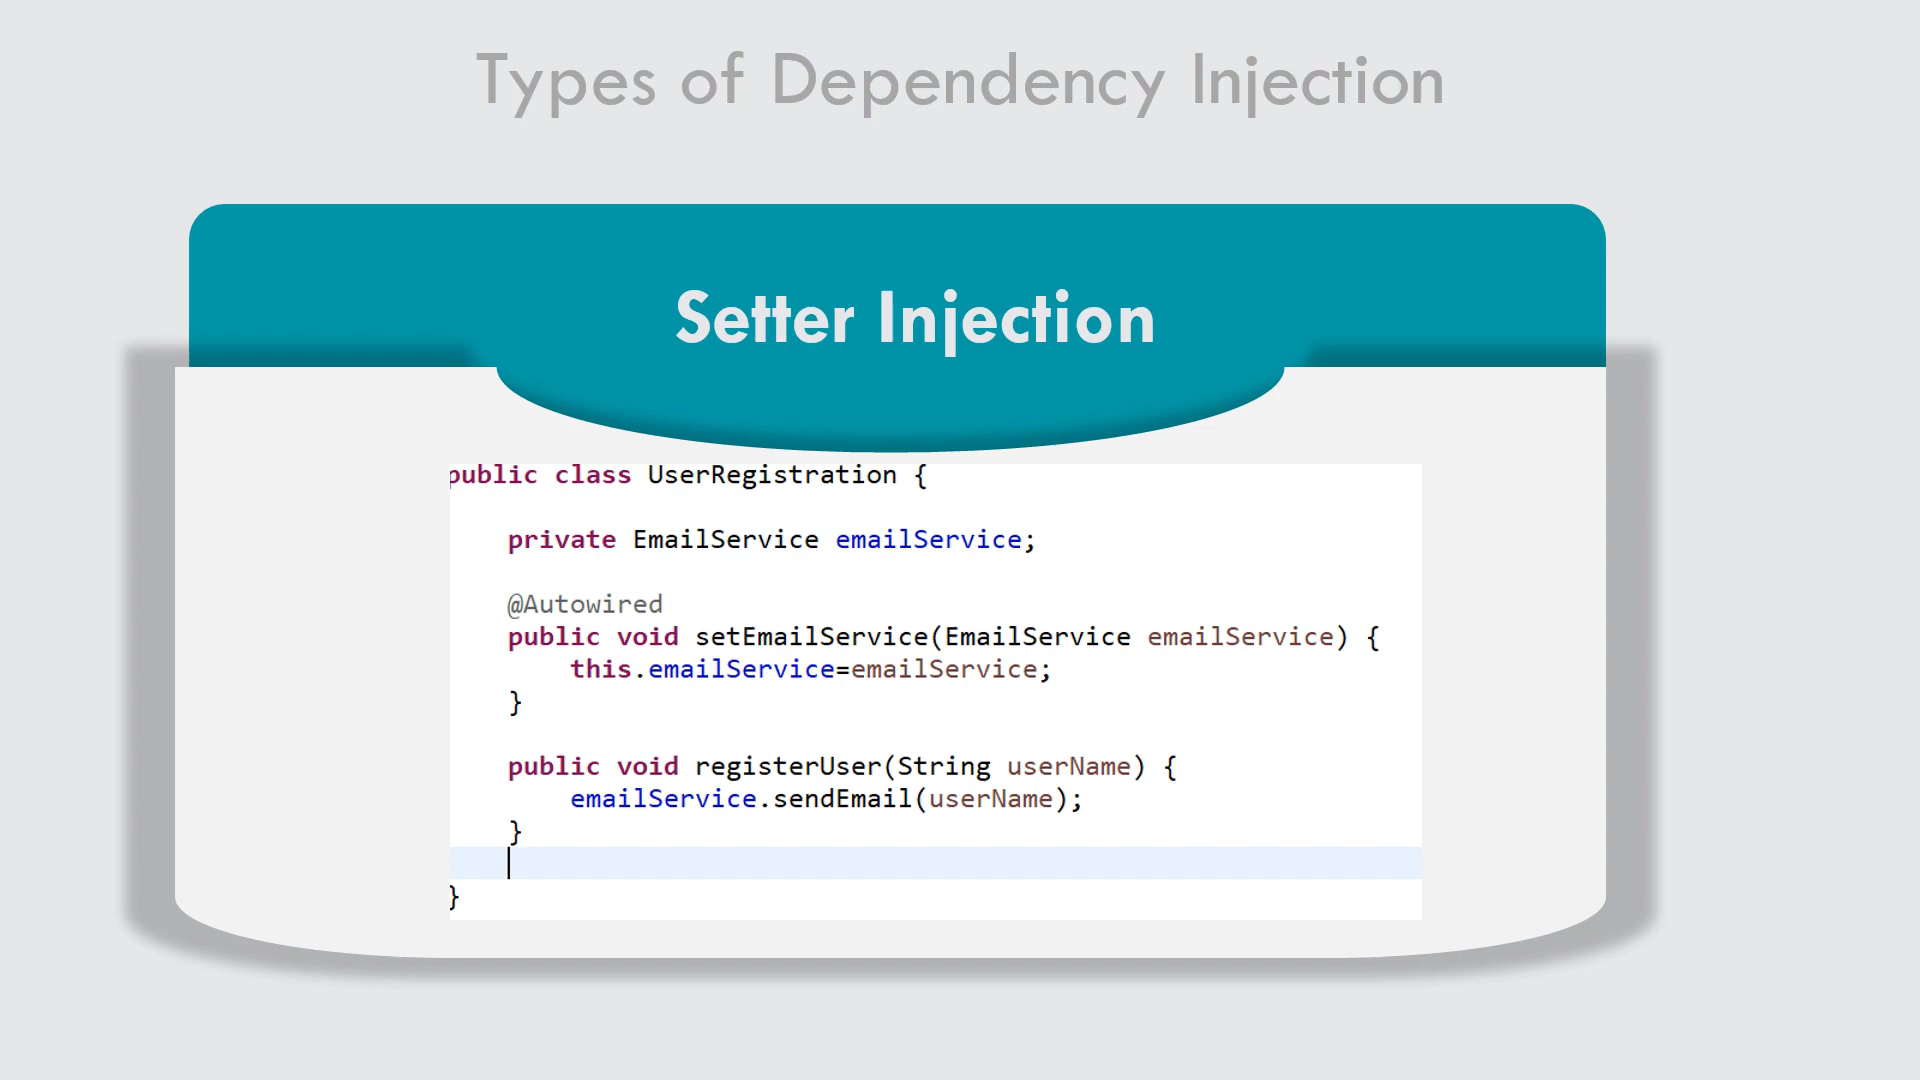 Types of Dependency Injection
Setter Injection
public class UserRegistration {
private EmailService emailService;
@Autowired
public void setEmailService(EmailService emailService) {
this.emailService=emailService;
}
public void registerUser(String userName) {
emailService.sendEmail(userName);
}
}